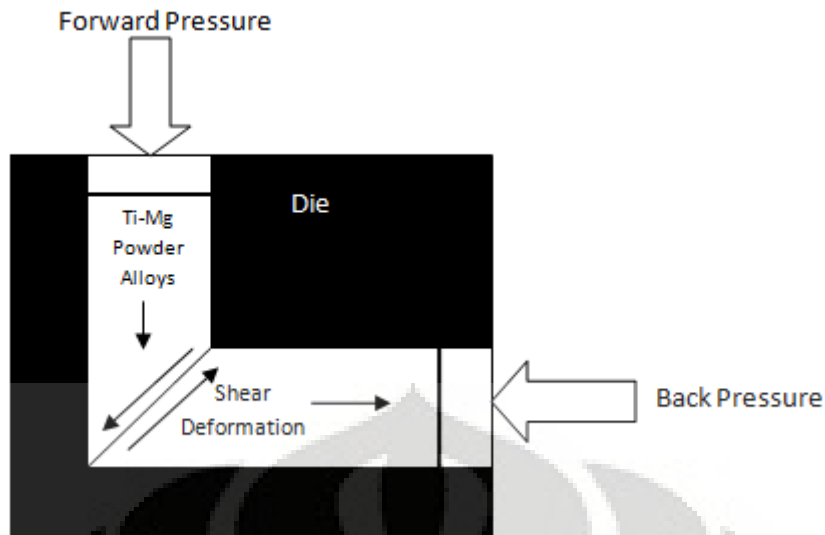 Forward Pressure
Die
Ti-Mg
Powder
Alloys
Shear
Deformation
Back Pressure